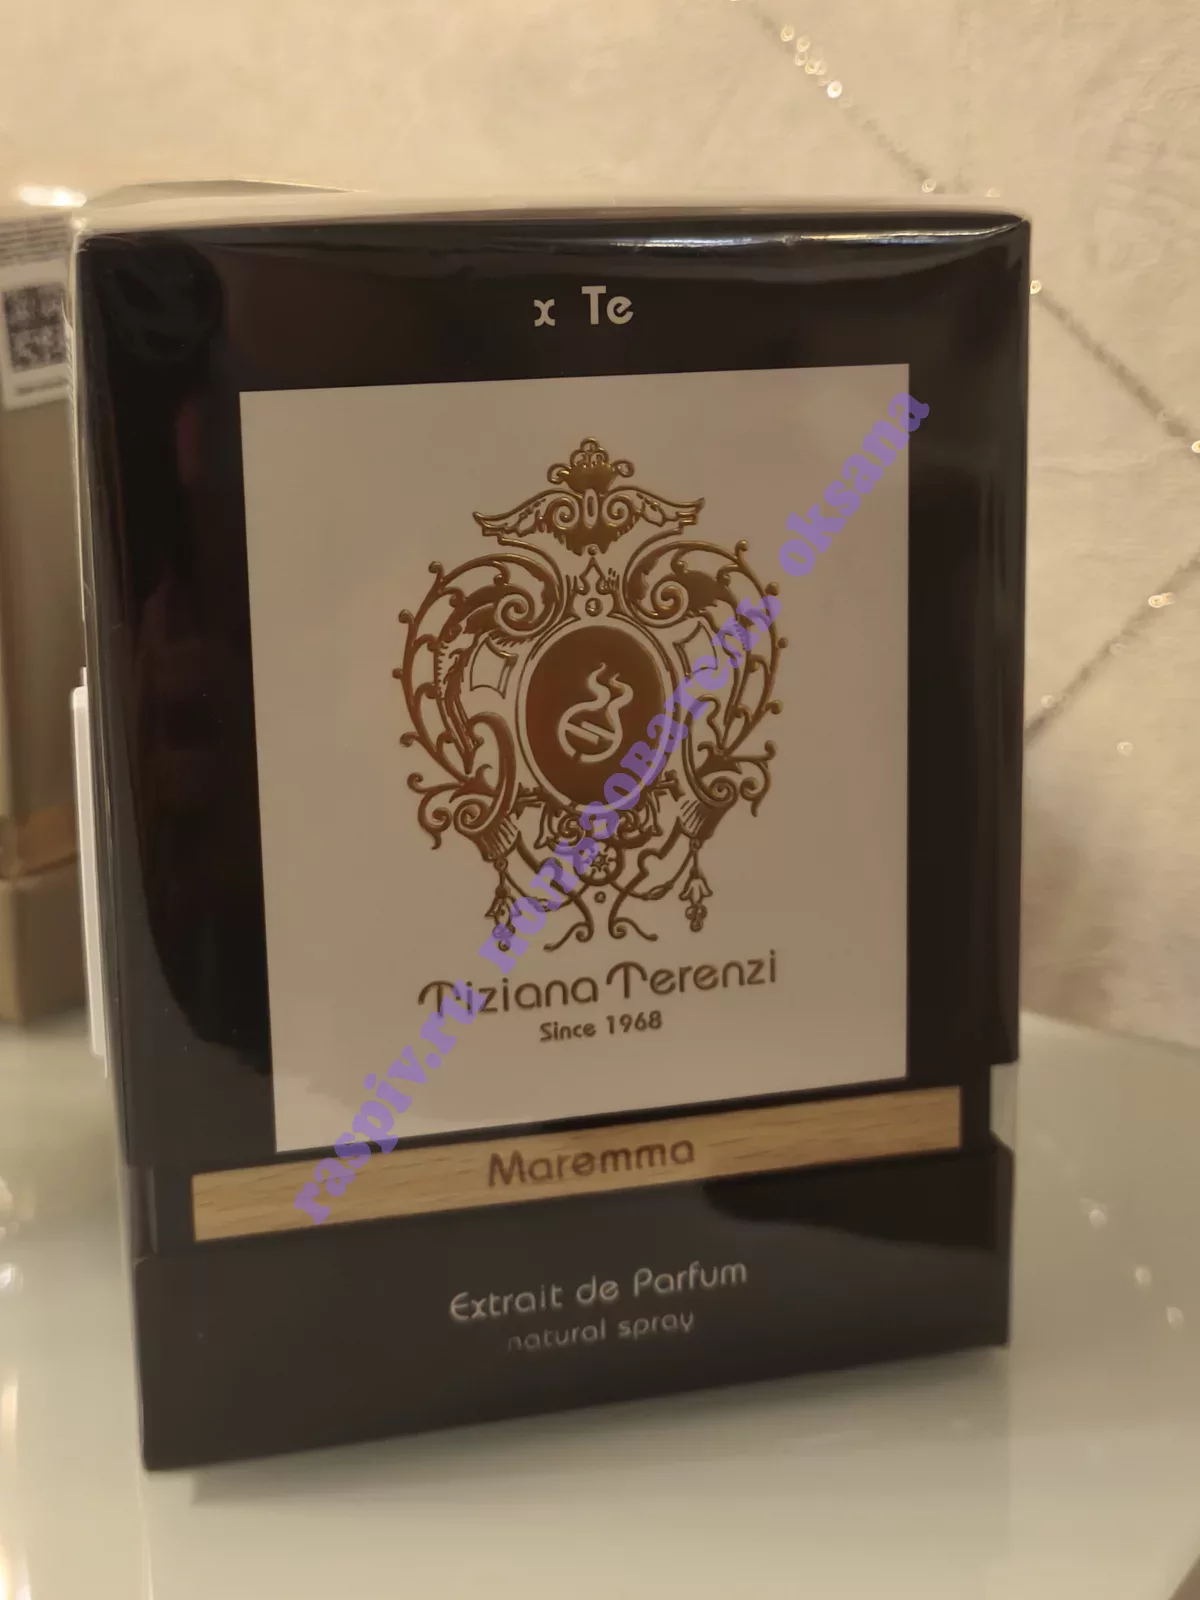 x Te
Tiziana Terenzi
Since 1968
Maremma
Extrait de Parfum
natural spray
raspiv.ru пользователь oksana